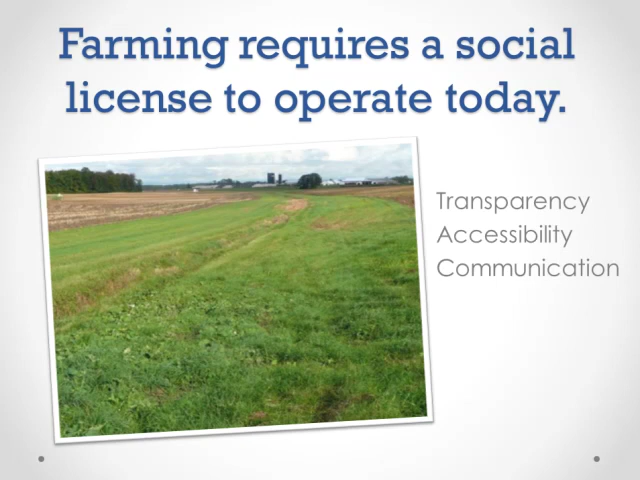 Farming requires a social
license to operate today.
Transparency
Accessibility
Communication